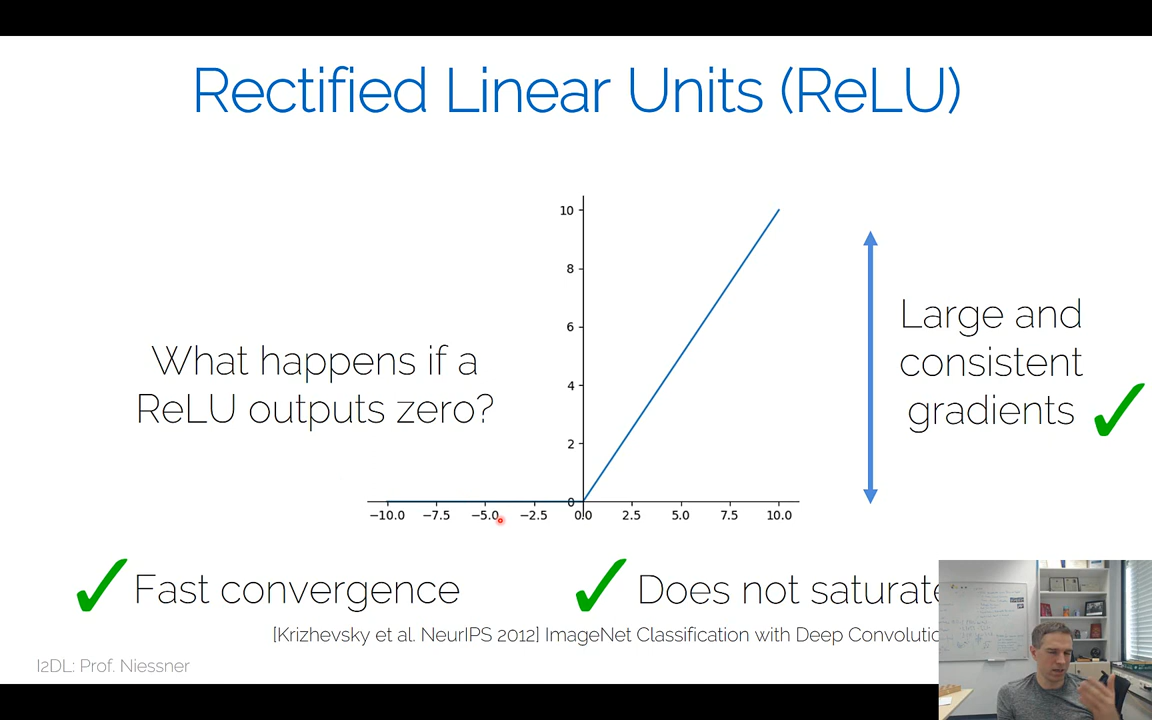 Rectified Linear Units (ReLU)
10
8
6
4
2
0
−10.0 −7.5 −5.0 −2.5 0.0 2.5 5.0 7.5 10.0
What happens if a
ReLU outputs zero?
Large and
consistent
gradients
Fast convergence
Does not saturate
[Krizhevsky et al. NeurIPS 2012] ImageNet Classification with Deep
I2DL: Prof. Niessner